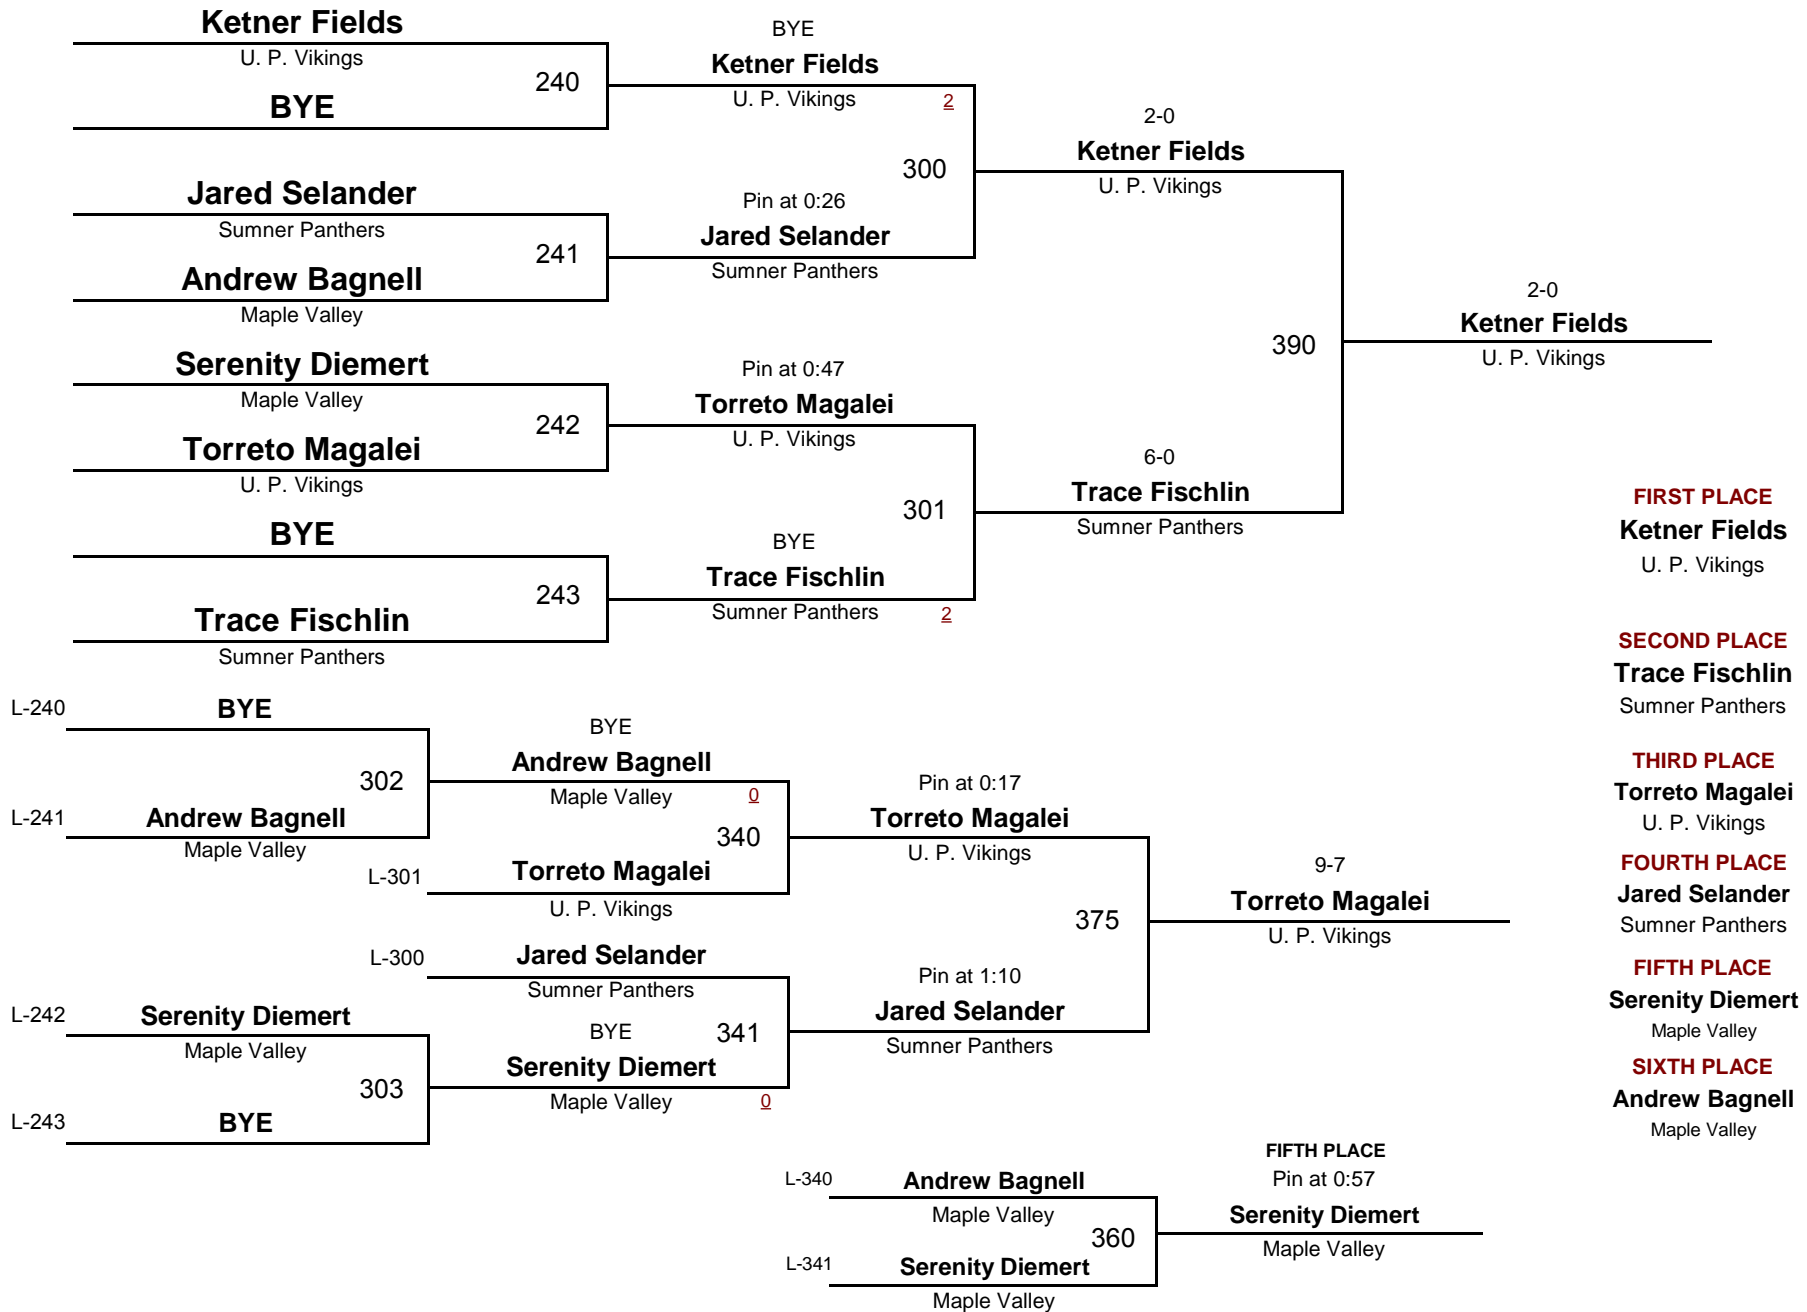 Ketner Fields
U. P. Vikings
240
BYE
Jared Selander
Sumner Panthers
241
Andrew Bagnell
Maple Valley
Serenity Diemert
Maple Valley
242
Torreto Magalei
U. P. Vikings
BYE
243
Trace Fischlin
Sumner Panthers
BYE
Ketner Fields
U. P. Vikings
2
300
Pin at 0:26
Jared Selander
Sumner Panthers
Pin at 0:47
Torreto Magalei
U. P. Vikings
301
BYE
Trace Fischlin
Sumner Panthers
2
2-0
Ketner Fields
U. P. Vikings
390
6-0
Trace Fischlin
Sumner Panthers
2-0
Ketner Fields
U. P. Vikings
L-240
BYE
302
L-241
Andrew Bagnell
Maple Valley
BYE
Andrew Bagnell
Maple Valley
0
340
L-301
Torreto Magalei
U. P. Vikings
L-300
Jared Selander
Sumner Panthers
341
BYE
Serenity Diemert
Maple Valley
0
L-242
Serenity Diemert
Maple Valley
303
L-243
BYE
Pin at 0:17
Torreto Magalei
U. P. Vikings
375
Pin at 1:10
Jared Selander
Sumner Panthers
9-7
Torreto Magalei
U. P. Vikings
L-340
Andrew Bagnell
Maple Valley
360
L-341
Serenity Diemert
Maple Valley
FIFTH PLACE
Pin at 0:57
Serenity Diemert
Maple Valley
FIRST PLACE
Ketner Fields
U. P. Vikings
SECOND PLACE
Trace Fischlin
Sumner Panthers
THIRD PLACE
Torreto Magalei
U. P. Vikings
FOURTH PLACE
Jared Selander
Sumner Panthers
FIFTH PLACE
Serenity Diemert
Maple Valley
SIXTH PLACE
Andrew Bagnell
Maple Valley